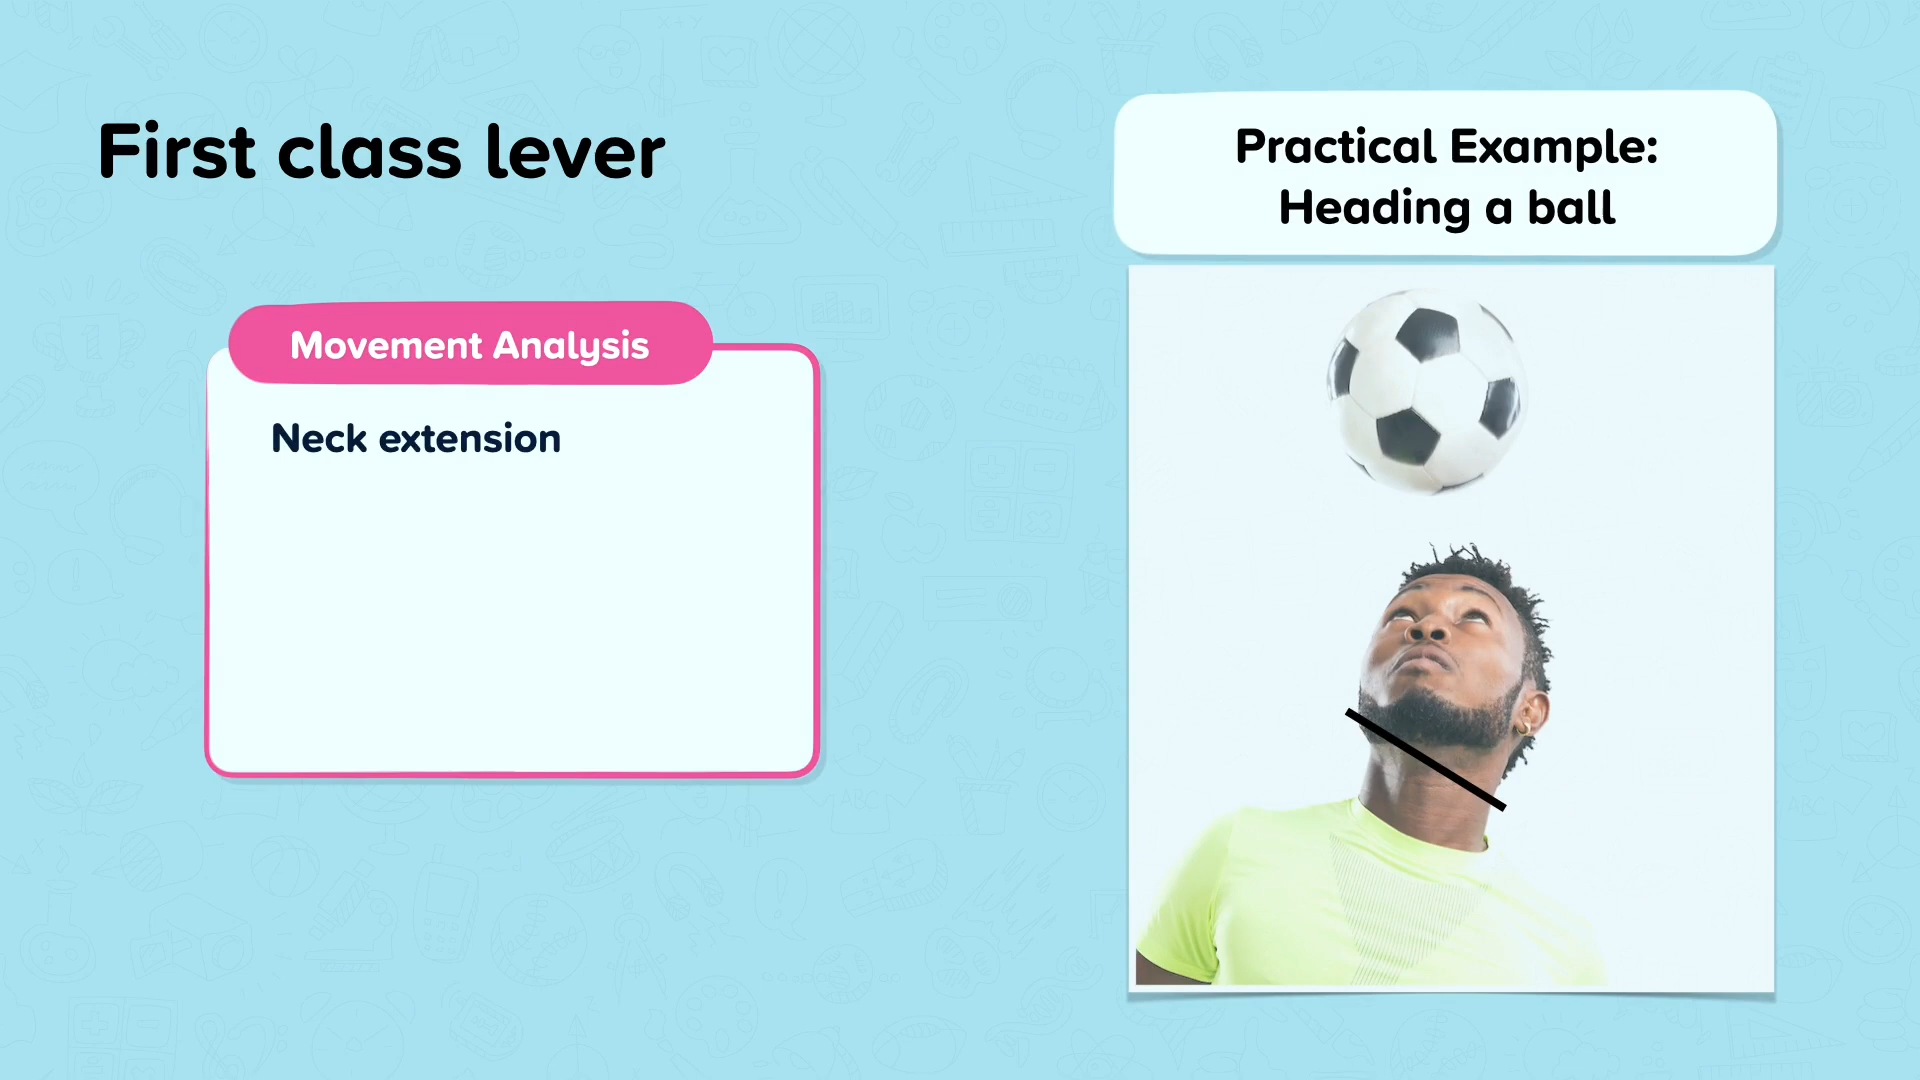 First class lever
Practical Example:
Heading a ball
Movement Analysis
Neck extension